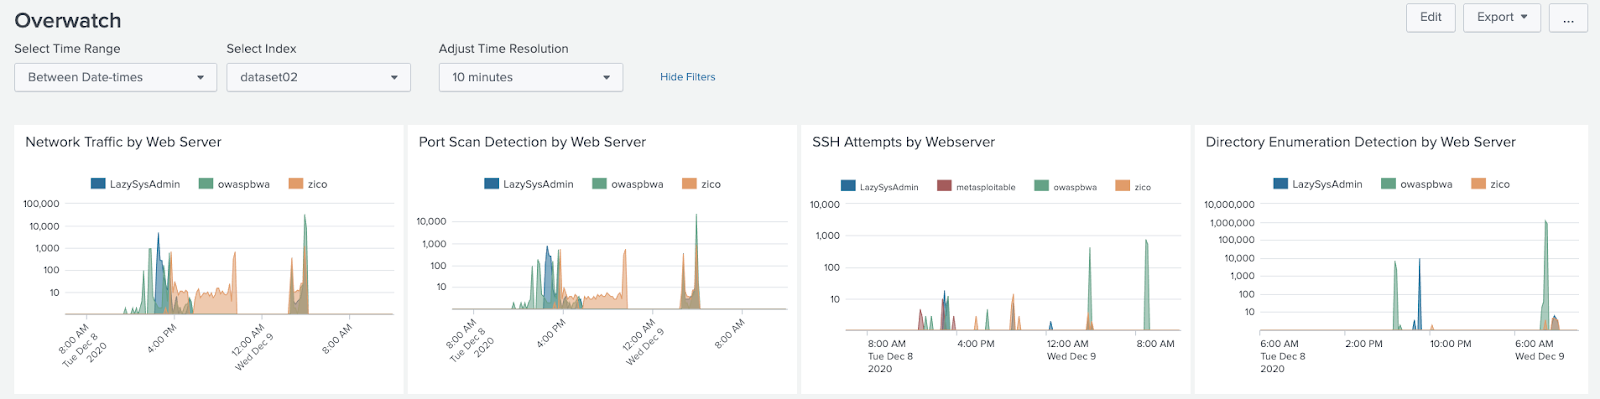 Overwatch
Edit
Export
...
Select Time Range
Select Index
Adjust Time Resolution
Between Date-times
dataset02
10 minutes
Hide Filters
Network Traffic by Web Server
LazySysAdmin owaspbwa zico
100,000
10,000
1,000
100
10
8:00 AM
Tue Dec 8
2020
4:00 PM
12:00 AM
Wed Dec 9
8:00 AM
Port Scan Detection by Web Server
LazySysAdmin owaspbwa zico
10,000
1,000
100
10
8:00 AM
Tue Dec 8
2020
4:00 PM
12:00 AM
Wed Dec 9
8:00 AM
SSH Attempts by Webserver
LazySysAdmin metasploitable owaspbwa zico
10,000
1,000
100
10
8:00 AM
Tue Dec 8
2020
4:00 PM
12:00 AM
Wed Dec 9
8:00 AM
Directory Enumeration Detection by Web Server
LazySysAdmin owaspbwa zico
10,000,000
1,000,000
100,000
10,000
1,000
100
10
6:00 AM
Tue Dec 8
2020
2:00 PM
10:00 PM
6:00 AM
Wed Dec 9